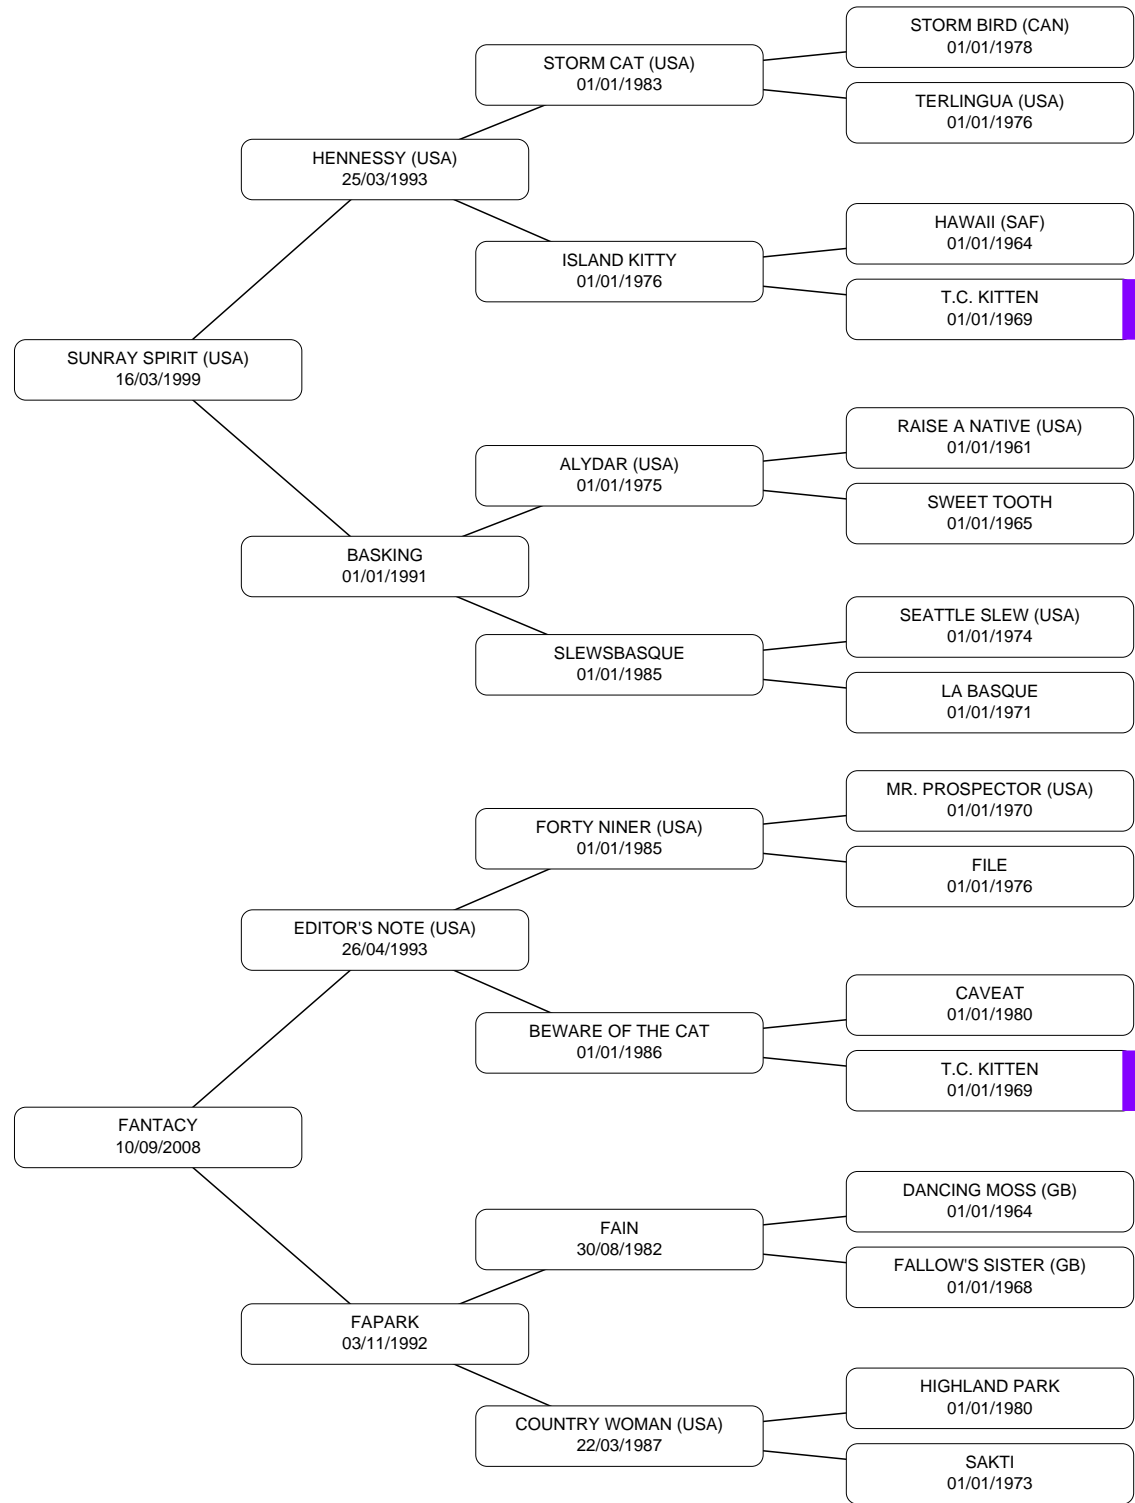 STORM BIRD (CAN)
01/01/1978
STORM CAT (USA)
01/01/1983
TERLINGUA (USA)
01/01/1976
HENNESSY (USA)
25/03/1993
HAWAII (SAF)
01/01/1964
ISLAND KITTY
01/01/1976
T.C. KITTEN
01/01/1969
SUNRAY SPIRIT (USA)
16/03/1999
RAISE A NATIVE (USA)
01/01/1961
ALYDAR (USA)
01/01/1975
SWEET TOOTH
01/01/1965
BASKING
01/01/1991
SEATTLE SLEW (USA)
01/01/1974
SLEWSBASQUE
01/01/1985
LA BASQUE
01/01/1971
MR. PROSPECTOR (USA)
01/01/1970
FORTY NINER (USA)
01/01/1985
FILE
01/01/1976
EDITOR'S NOTE (USA)
26/04/1993
CAVEAT
01/01/1980
BEWARE OF THE CAT
01/01/1986
T.C. KITTEN
01/01/1969
FANTACY
10/09/2008
DANCING MOSS (GB)
01/01/1964
FAIN
30/08/1982
FALLOW'S SISTER (GB)
01/01/1968
FAPARK
03/11/1992
HIGHLAND PARK
01/01/1980
COUNTRY WOMAN (USA)
22/03/1987
SAKTI
01/01/1973